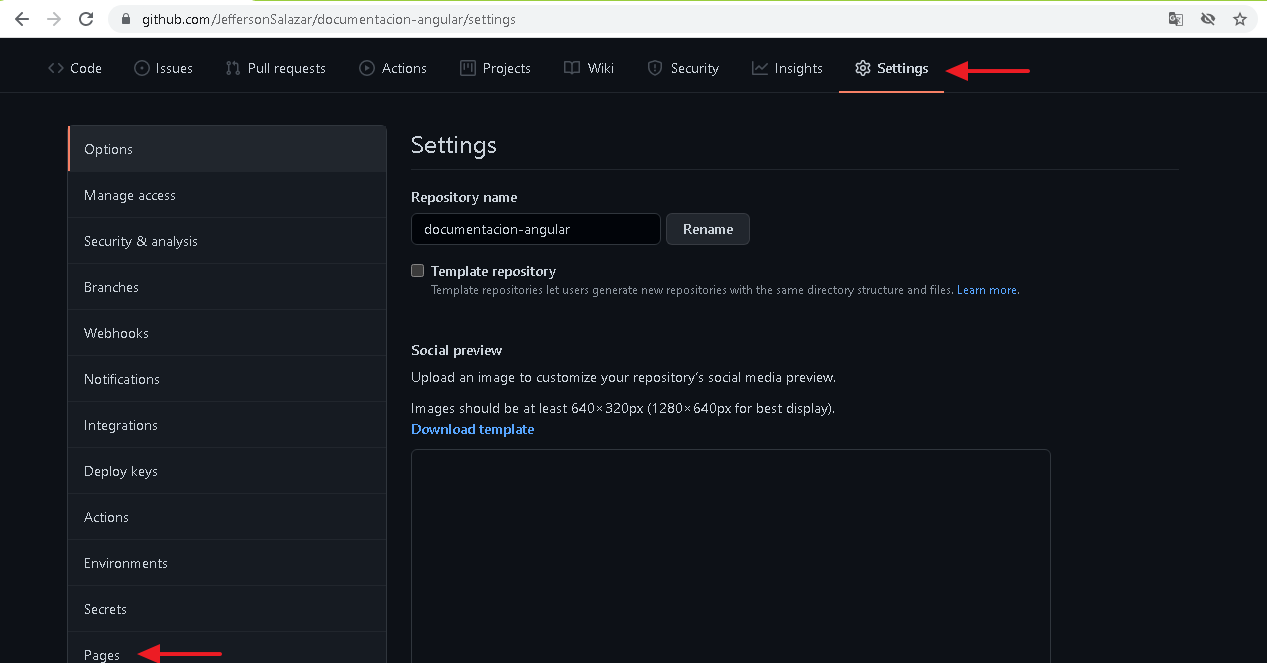 github.com/JeffersonSalazar/documentacion-angular/settings
Code Issues Pull requests Actions Projects Wiki Security Insights Settings
Options
Manage access
Security & analysis
Branches
Webhooks
Notifications
Integrations
Deploy keys
Actions
Environments
Secrets
Pages
Settings
Repository name
documentacion-angular Rename
Template repository
Template repositories let users generate new repositories with the same directory structure and files. Learn more.
Social preview
Upload an image to customize your repository's social media preview.
Images should be at least 640×320px (1280×640px for best display).
Download template